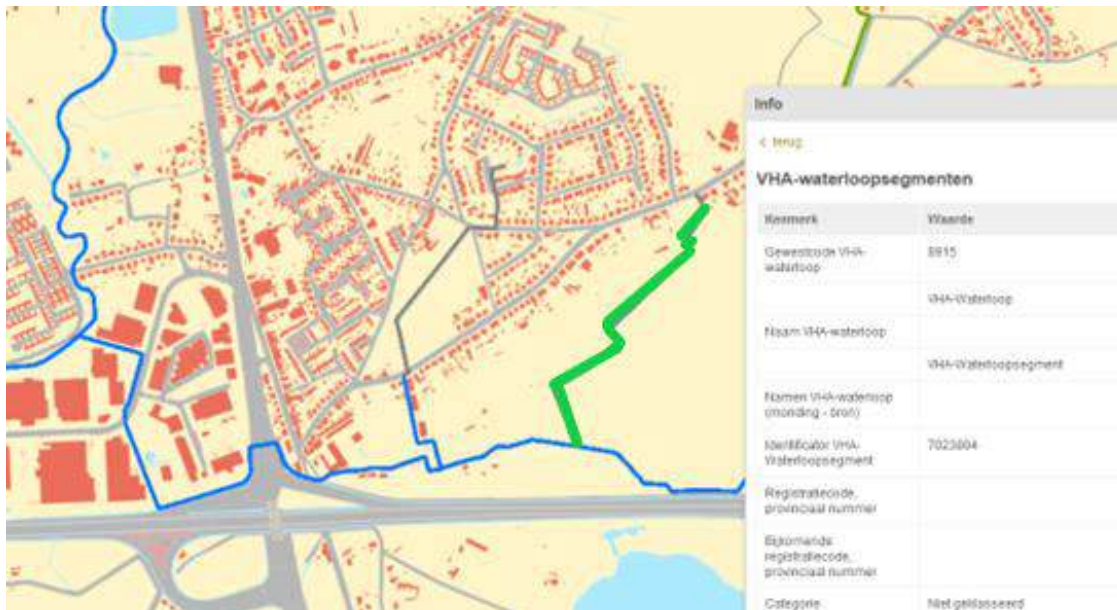 Info
< terug
VHA-waterloopsegmenten
Kenmerk Waarde
Gewestcode VHA-
waterloop
8915
VHA-Waterloop
Naam VHA-waterloop
VHA-Waterloopsegment
Namen VHA-waterloop
(monding - bron)
Identificator VHA-
Waterloopsegment
7023804
Registratiecode,
provinciaal nummer
Bijkomende
registratiecode,
provinciaal nummer
Categorie Niet geklasseerd